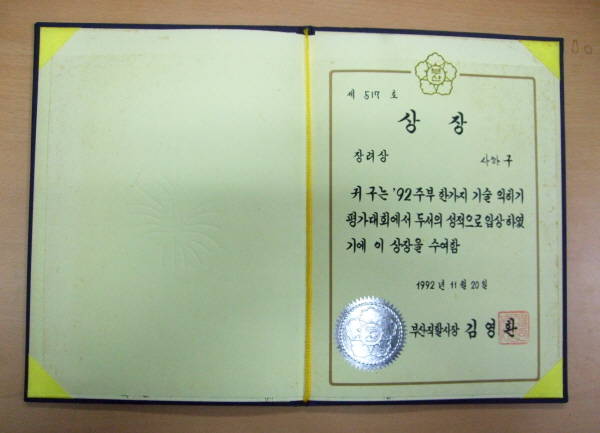 부산
제 517 호
상 장
장려상 사하구
귀 구는 '92 주부 한가지 기술 익히기
평가대회에서 두서의 성적으로 입상 하였
기에 이 상장을 수여함
1992 년 11 월 20 일
부산직할시장 김 영 환